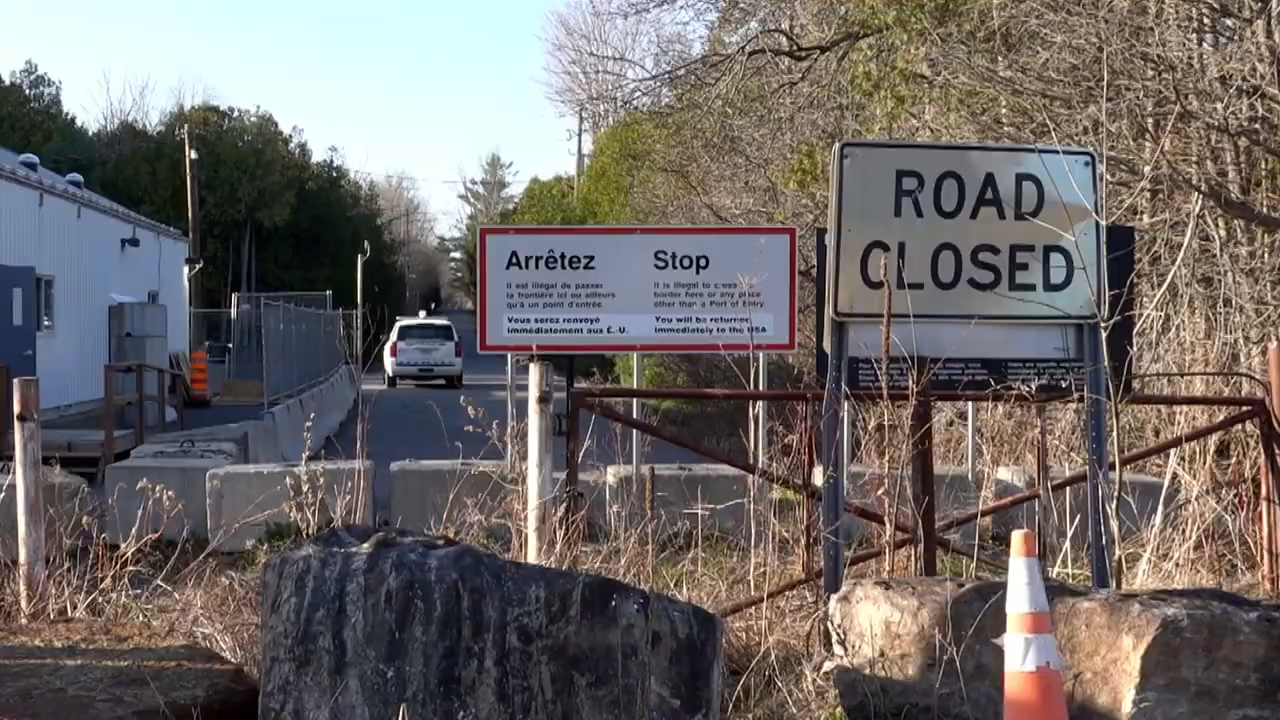 Arrêtez
Il est illégal de passer
la frontière ici ou ailleurs
qu'à un point d'entrée
Vous serez renvoyé
immédiatement aux É.-U.
Stop
It is illegal to cross
border here or any place
other than a Port of Entry
You will be returned
immediately to the USA
ROAD
CLOSED